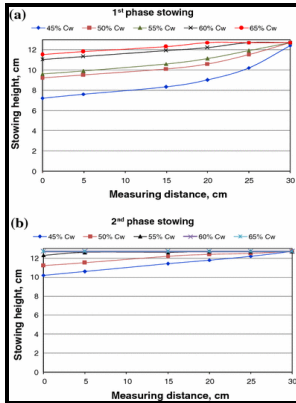 (a)
1st phase stowing
45% Cw 50% Cw 55% Cw 60% Cw 65% Cw
Stowing height, cm
12
10
8
6
4
2
0
0 5 10 15 20 25 30
Measuring distance, cm
(b)
2nd phase stowing
45% Cw 50% Cw 55% Cw 60% Cw 65% Cw
Stowing height, cm
12
10
8
6
4
2
0
0 5 10 15 20 25 30
Measuring distance, cm